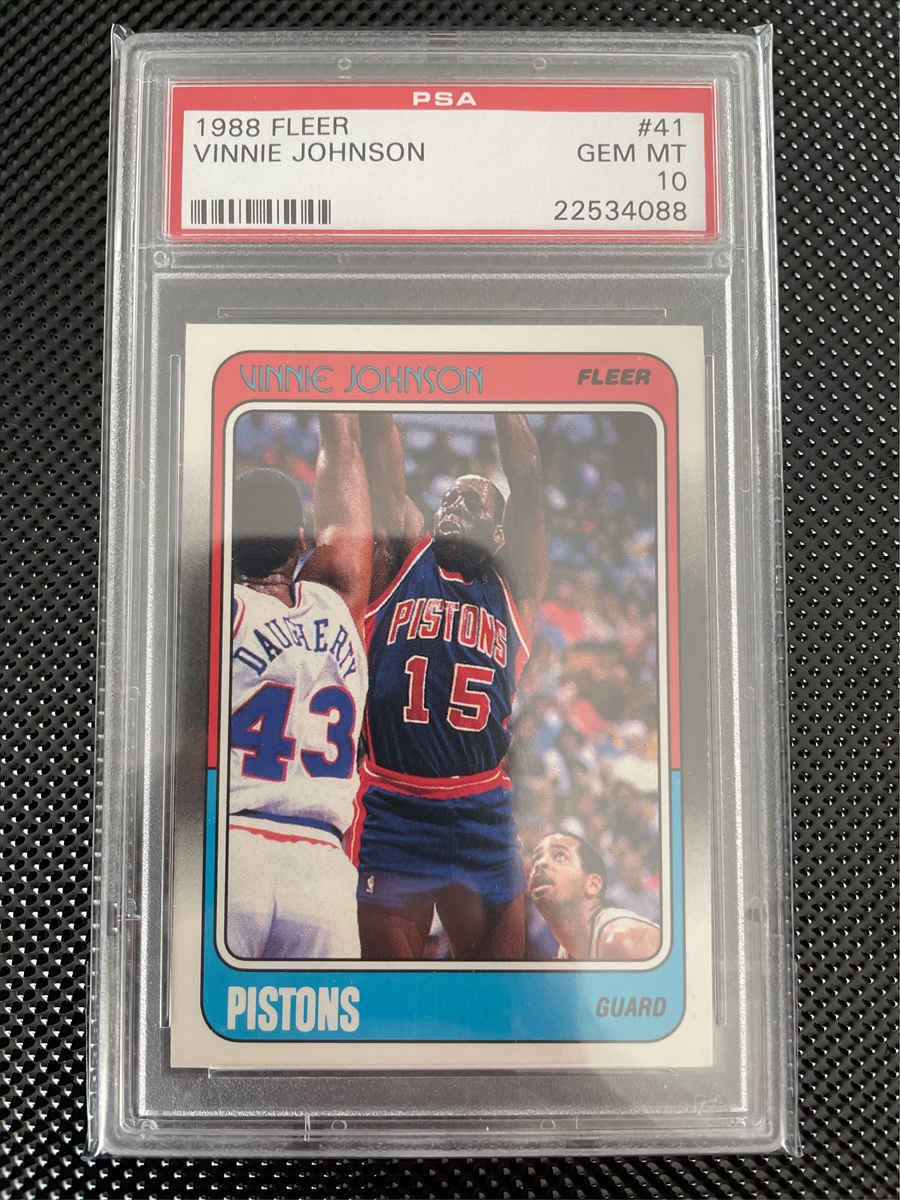 PSA
1988 FLEER #41
VINNIE JOHNSON GEM MT
10
22534088
VINNIE JOHNSON FLEER
DAUGHERTY
43
PISTONS
15
PISTONS GUARD